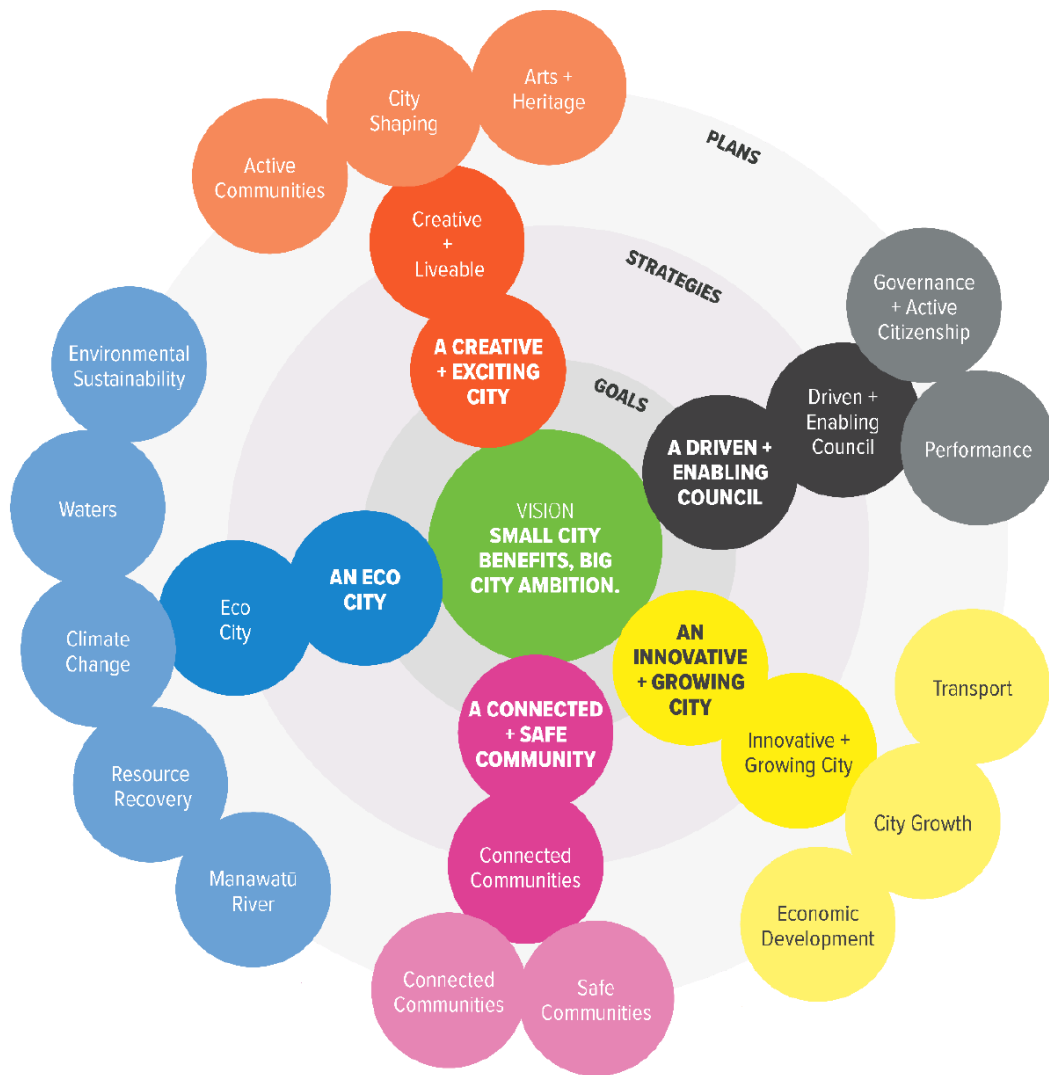 Arts +
Heritage
City
Shaping
Active
Communities
PLANS
Creative
+
Liveable
STRATEGIES
Governance
+ Active
Citizenship
A CREATIVE
+ EXCITING
CITY
GOALS
Environmental
Sustainability
Driven +
Enabling
Council
A DRIVEN +
ENABLING
COUNCIL
Performance
Waters
VISION
SMALL CITY
BENEFITS, BIG
CITY AMBITION.
AN ECO
CITY
Eco
City
Climate
Change
AN
INNOVATIVE
+ GROWING
CITY
Transport
A CONNECTED
+ SAFE
COMMUNITY
Innovative +
Growing City
Resource
Recovery
City Growth
Manawatū
River
Connected
Communities
Economic
Development
Connected
Communities
Safe
Communities